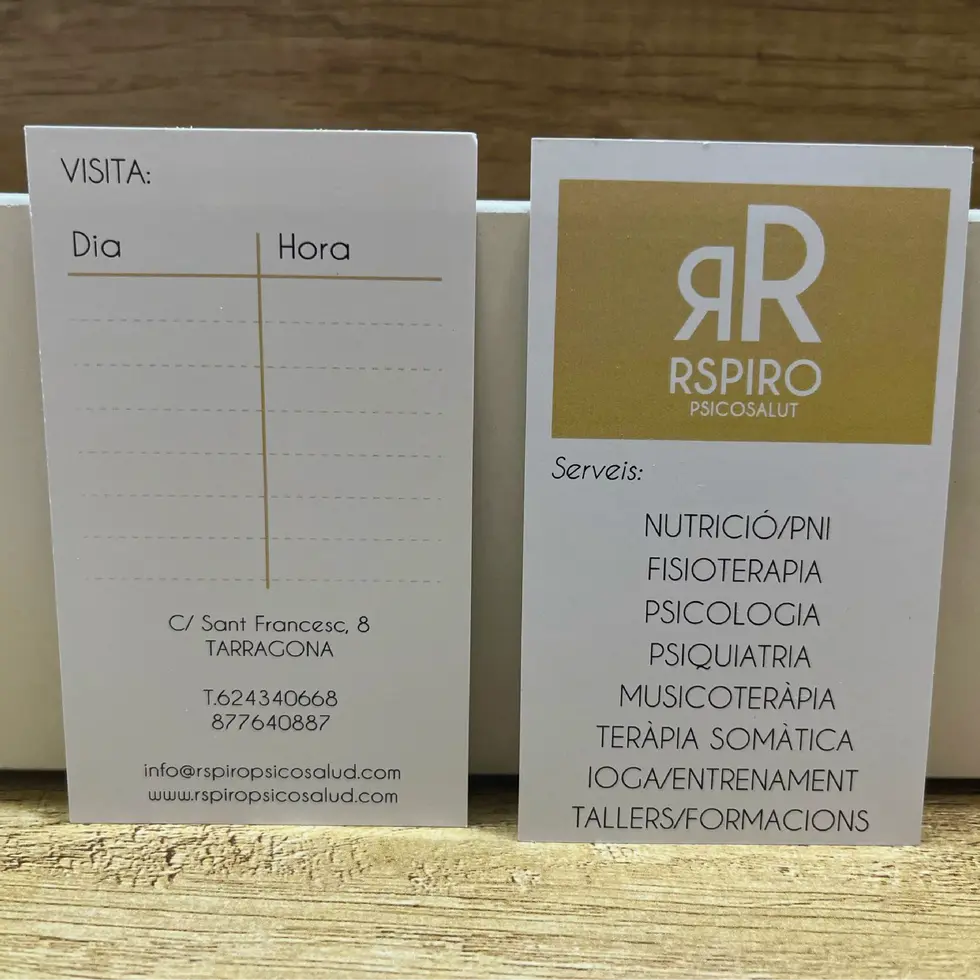 VISITA:
Dia Hora
C/ Sant Francesc, 8
TARRAGONA
T.624340668
877640887
info@rspiropsicosalud.com
www.rspiropsicosalud.com
RR
RSPIRO
PSICOSALUT
Serveis:
NUTRICIÓ/PNI
FISIOTERAPIA
PSICOLOGIA
PSIQUIATRIA
MUSICOTERÀPIA
TERÀPIA SOMÀTICA
IOGA/ENTRENAMENT
TALLERS/FORMACIONS